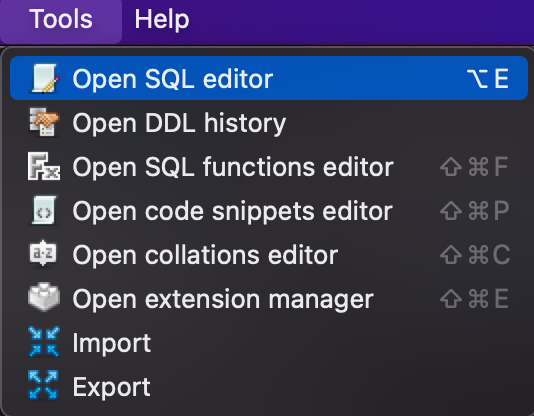 Tools Help
Open SQL editor ⌥E
Open DDL history
Open SQL functions editor ⇧⌘F
Open code snippets editor ⇧⌘P
Open collations editor ⇧⌘C
Open extension manager ⇧⌘E
Import
Export